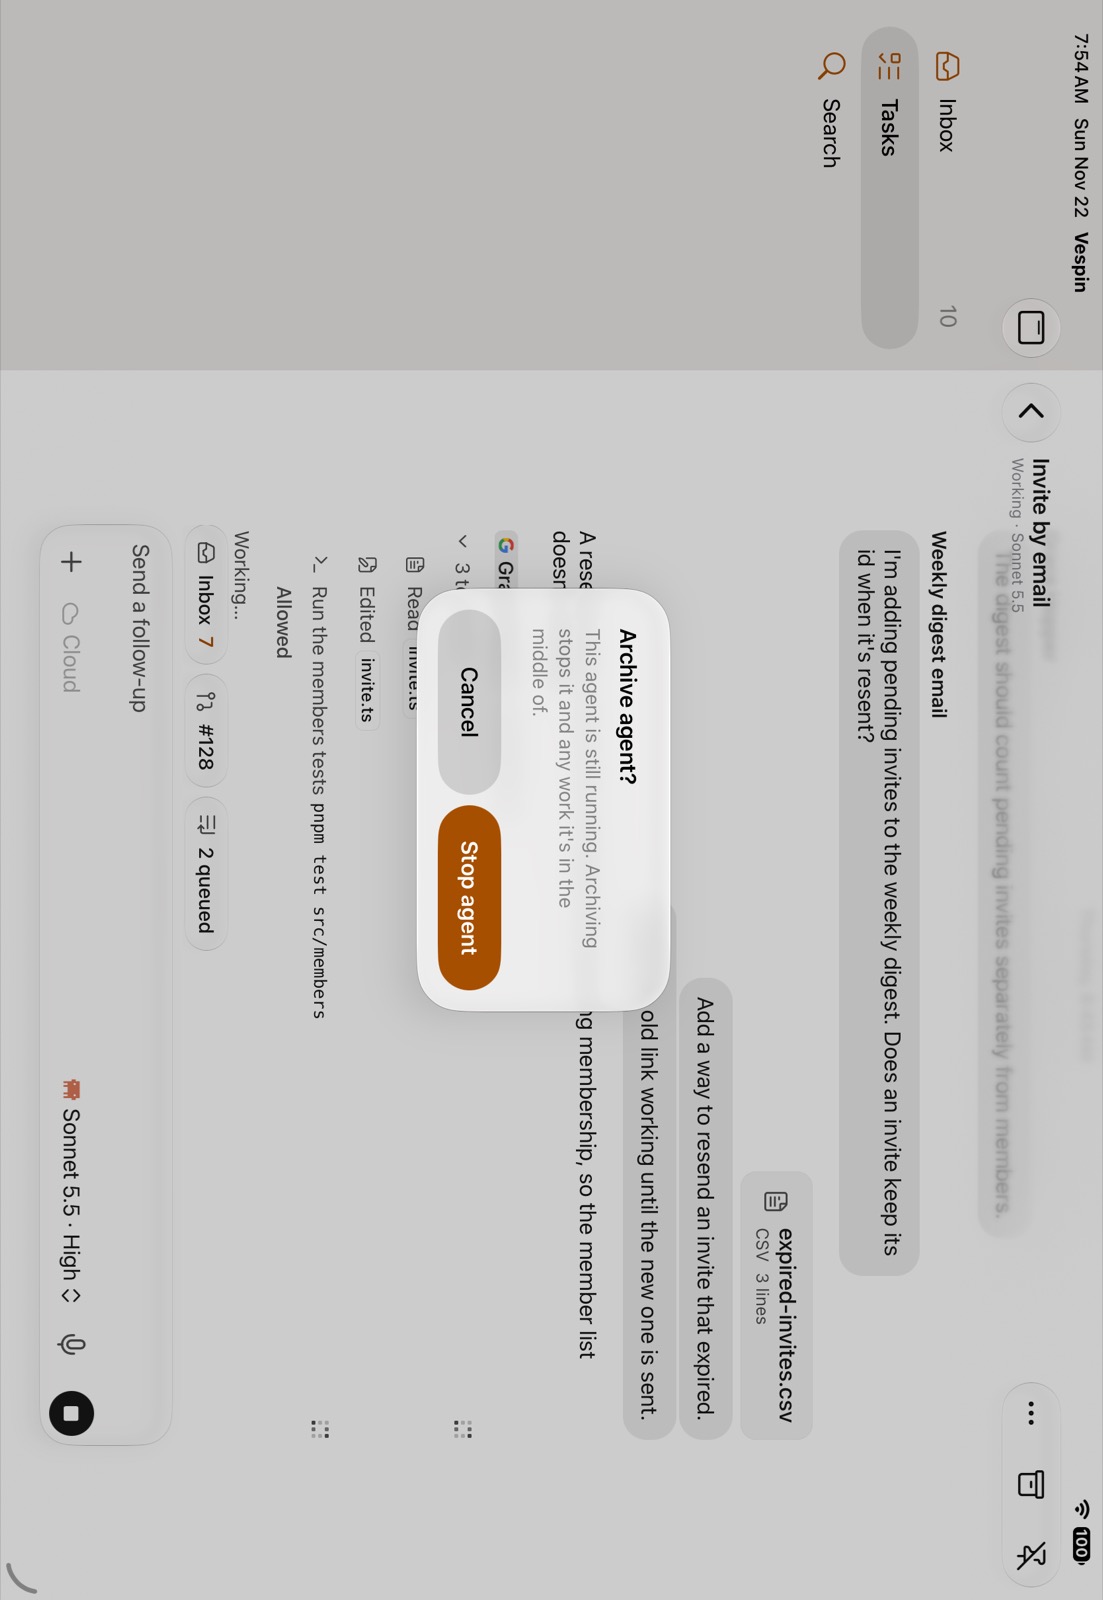 7:54 AM Sun Nov 22 Vespin
100
Inbox 10
Tasks
Search
Invite by email
Working · Sonnet 5.5
The digest should count pending invites separately from members.
Weekly digest email
I'm adding pending invites to the weekly digest. Does an invite keep its
id when it's resent?
expired-invites.csv
CSV 3 lines
Add a way to resend an invite that expired.
old link working until the new one is sent.
membership, so the member list
Archive agent?
This agent is still running. Archiving
stops it and any work it's in the
middle of.
Cancel
Stop agent
Read invite.ts
Edited invite.ts
Run the members tests pnpm test src/members
Allowed
Working...
Inbox 7
#128
2 queued
Send a follow-up
Cloud
Sonnet 5.5 · High